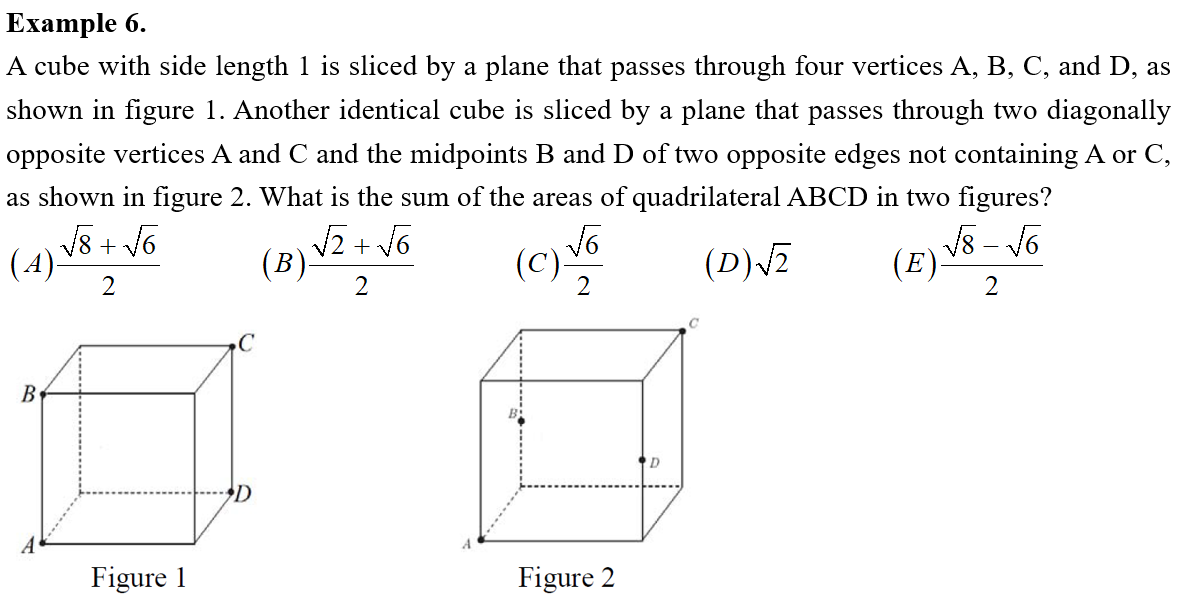 Example 6.
A cube with side length 1 is sliced by a plane that passes through four vertices A, B, C, and D, as
shown in figure 1. Another identical cube is sliced by a plane that passes through two diagonally
opposite vertices A and C and the midpoints B and D of two opposite edges not containing A or C,
as shown in figure 2. What is the sum of the areas of quadrilateral ABCD in two figures?
(A) (√8 + √6)/2 (B) (√2 + √6)/2 (C) √6/2 (D) √2 (E) (√8 − √6)/2
C
B
D
A
Figure 1
C
B
D
A
Figure 2